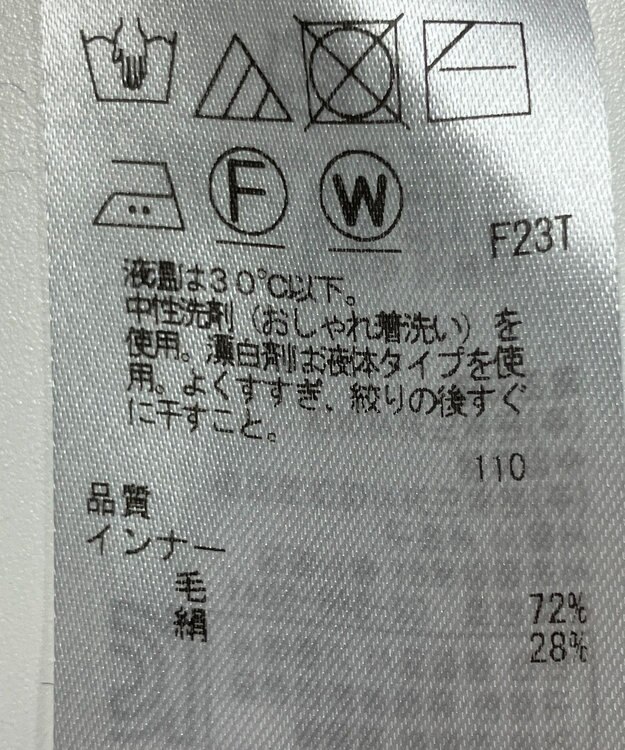 F W
F23T
液温は30℃以下。
中性洗剤(おしゃれ着洗い)を
使用。漂白剤は液体タイプを使
用。よくすすぎ、絞りの後すぐ
に干すこと。
110
品質
インナー
毛 72%
絹 28%